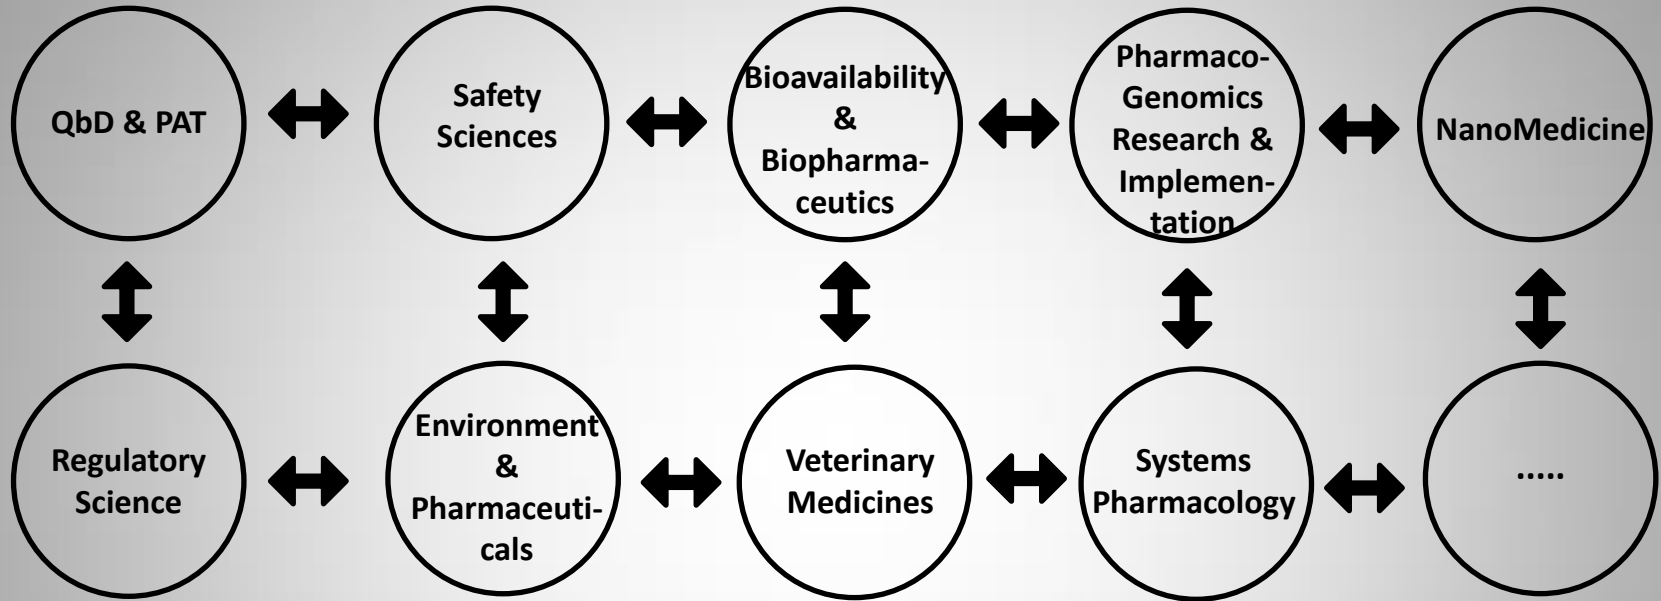 QbD & PAT
Safety
Sciences
Bioavailability
&
Biopharma-
ceutics
Pharmaco-
Genomics
Research &
Implemen-
tation
NanoMedicine
Regulatory
Science
Environment
&
Pharmaceuti-
cals
Veterinary
Medicines
Systems
Pharmacology
.....